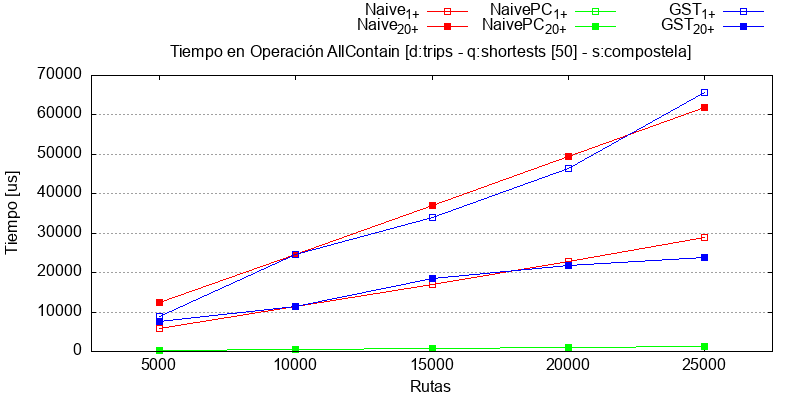 Naive1+ NaivePC1+ GST1+
Naive20+ NaivePC20+ GST20+
Tiempo en Operación AllContain [d:trips - q:shortests [50] - s:compostela]
70000
60000
50000
40000
30000
20000
10000
0
Tiempo [us]
5000 10000 15000 20000 25000
Rutas